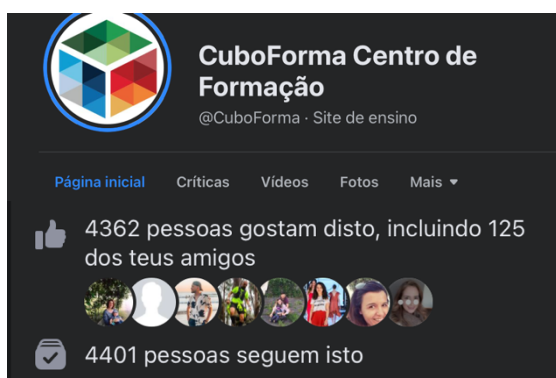 CuboForma Centro de
Formação
@CuboForma · Site de ensino
Página inicial Críticas Vídeos Fotos Mais
4362 pessoas gostam disto, incluindo 125
dos teus amigos
4401 pessoas seguem isto